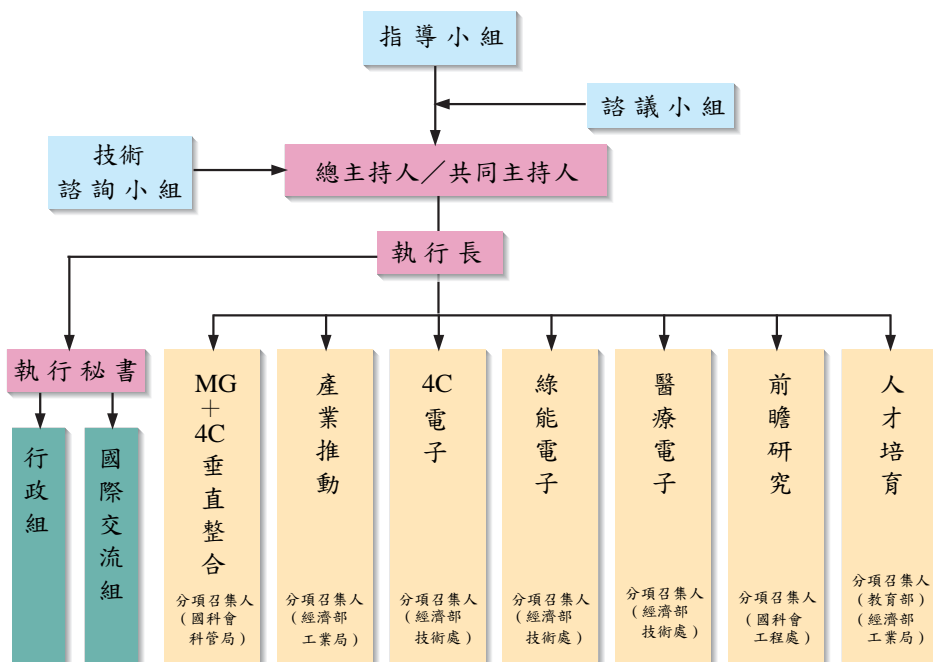 指導小組
諮議小組
技術
諮詢小組
總主持人／共同主持人
執行長
執行秘書
行政組
國際交流組
MG＋4C垂直整合
分項召集人
（國科會
科管局）
產業推動
分項召集人
（經濟部
工業局）
4C電子
分項召集人
（經濟部
技術處）
綠能電子
分項召集人
（經濟部
技術處）
醫療電子
分項召集人
（經濟部
技術處）
前瞻研究
分項召集人
（國科會
工程處）
人才培育
分項召集人
（教育部）
（經濟部
工業局）